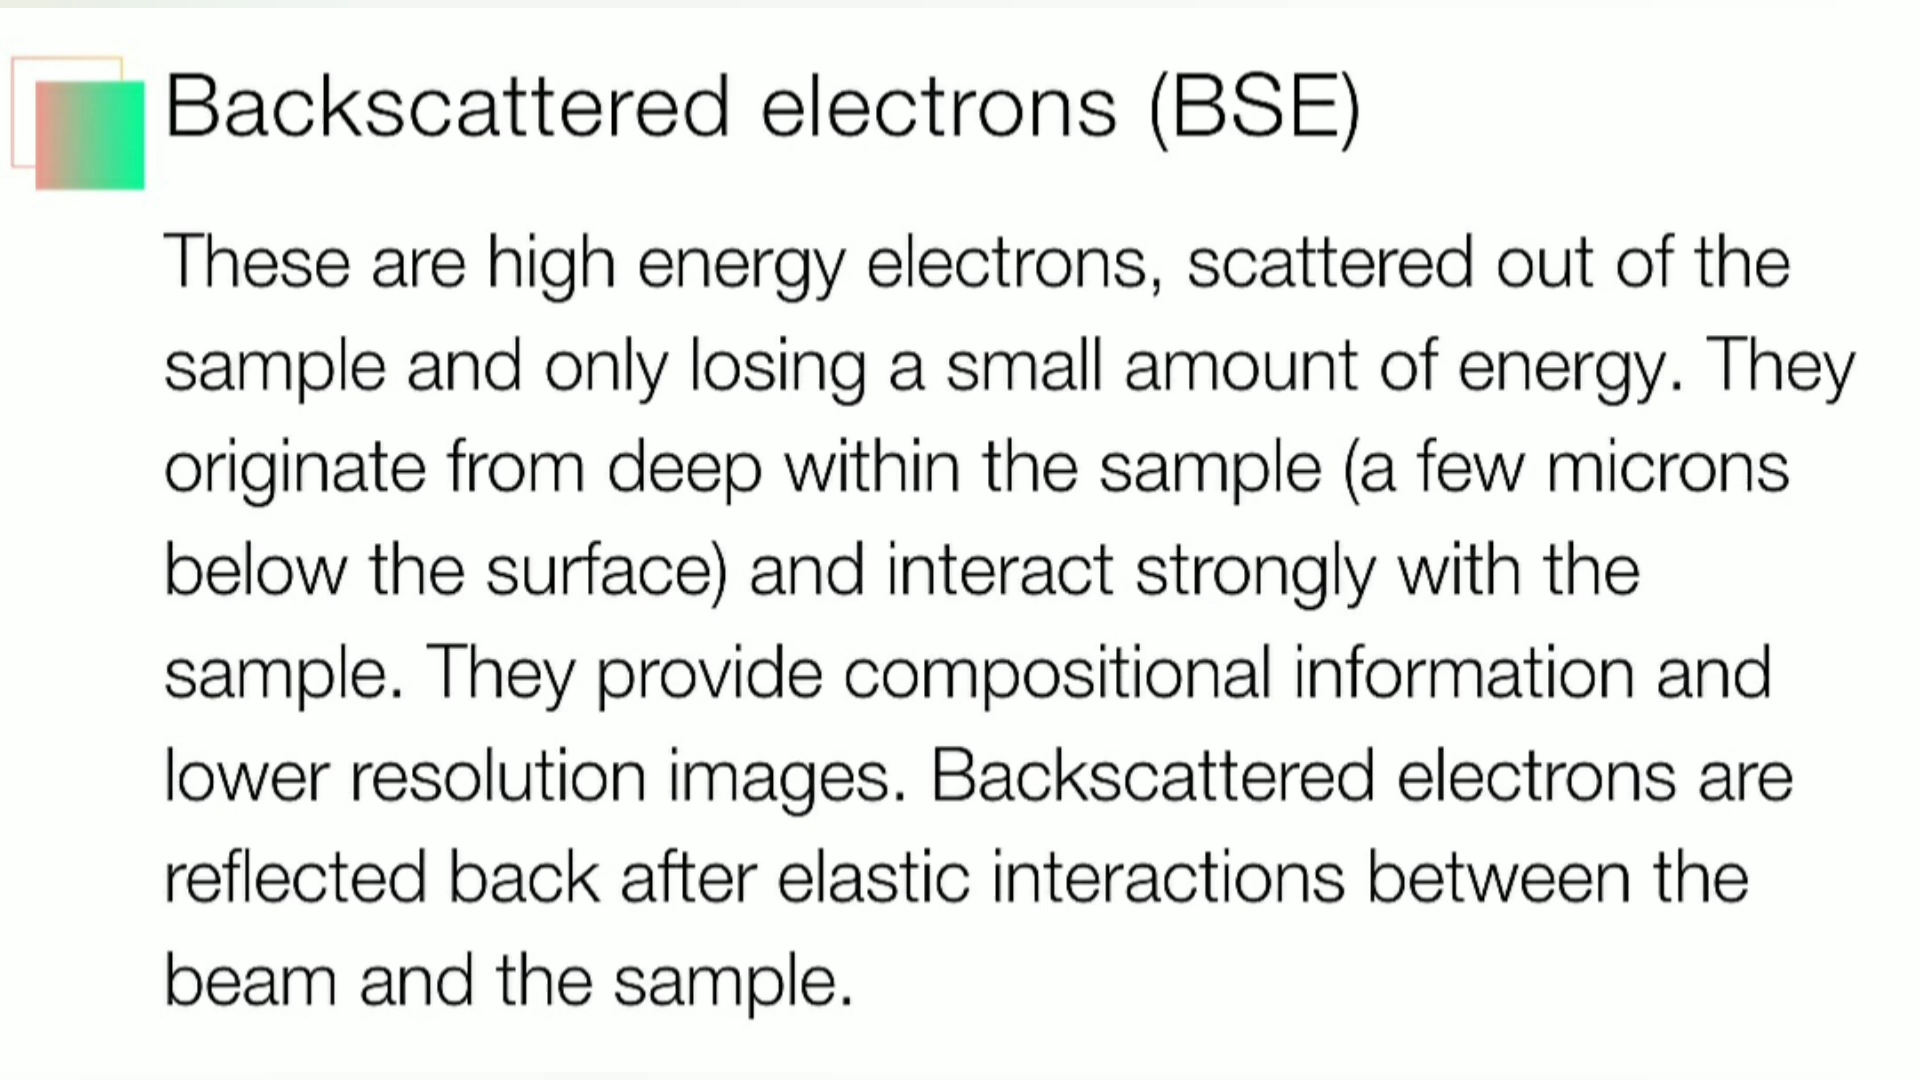 Backscattered electrons (BSE)
These are high energy electrons, scattered out of the
sample and only losing a small amount of energy. They
originate from deep within the sample (a few microns
below the surface) and interact strongly with the
sample. They provide compositional information and
lower resolution images. Backscattered electrons are
reflected back after elastic interactions between the
beam and the sample.